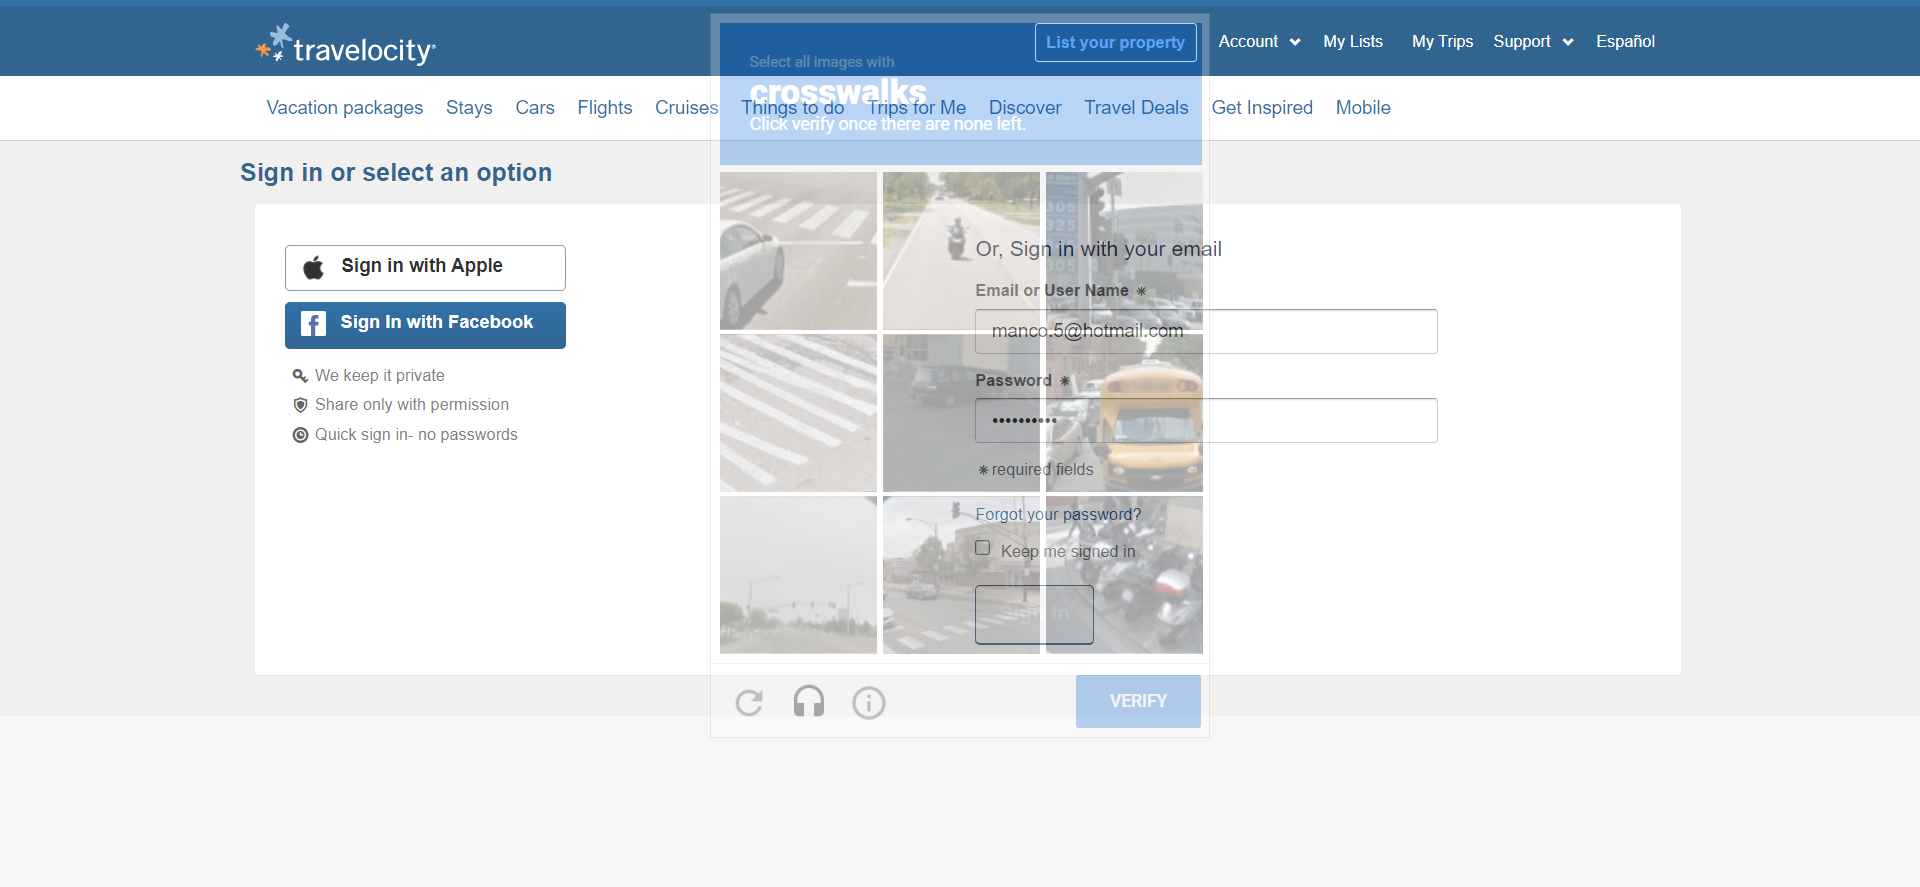 travelocity
List your property
Account
My Lists
My Trips
Support
Español
Select all images with
crosswalks
Click verify once there are none left.
Vacation packages
Stays
Cars
Flights
Cruises
Things to do
Trips for Me
Discover
Travel Deals
Get Inspired
Mobile
Sign in or select an option
Sign in with Apple
Sign In with Facebook
We keep it private
Share only with permission
Quick sign in- no passwords
Or, Sign in with your email
Email or User Name ✷
manco.5@hotmail.com
Password ✷
••••••••••
✷ required fields
Forgot your password?
Keep me signed in
Sign In
305
025
305
VERIFY